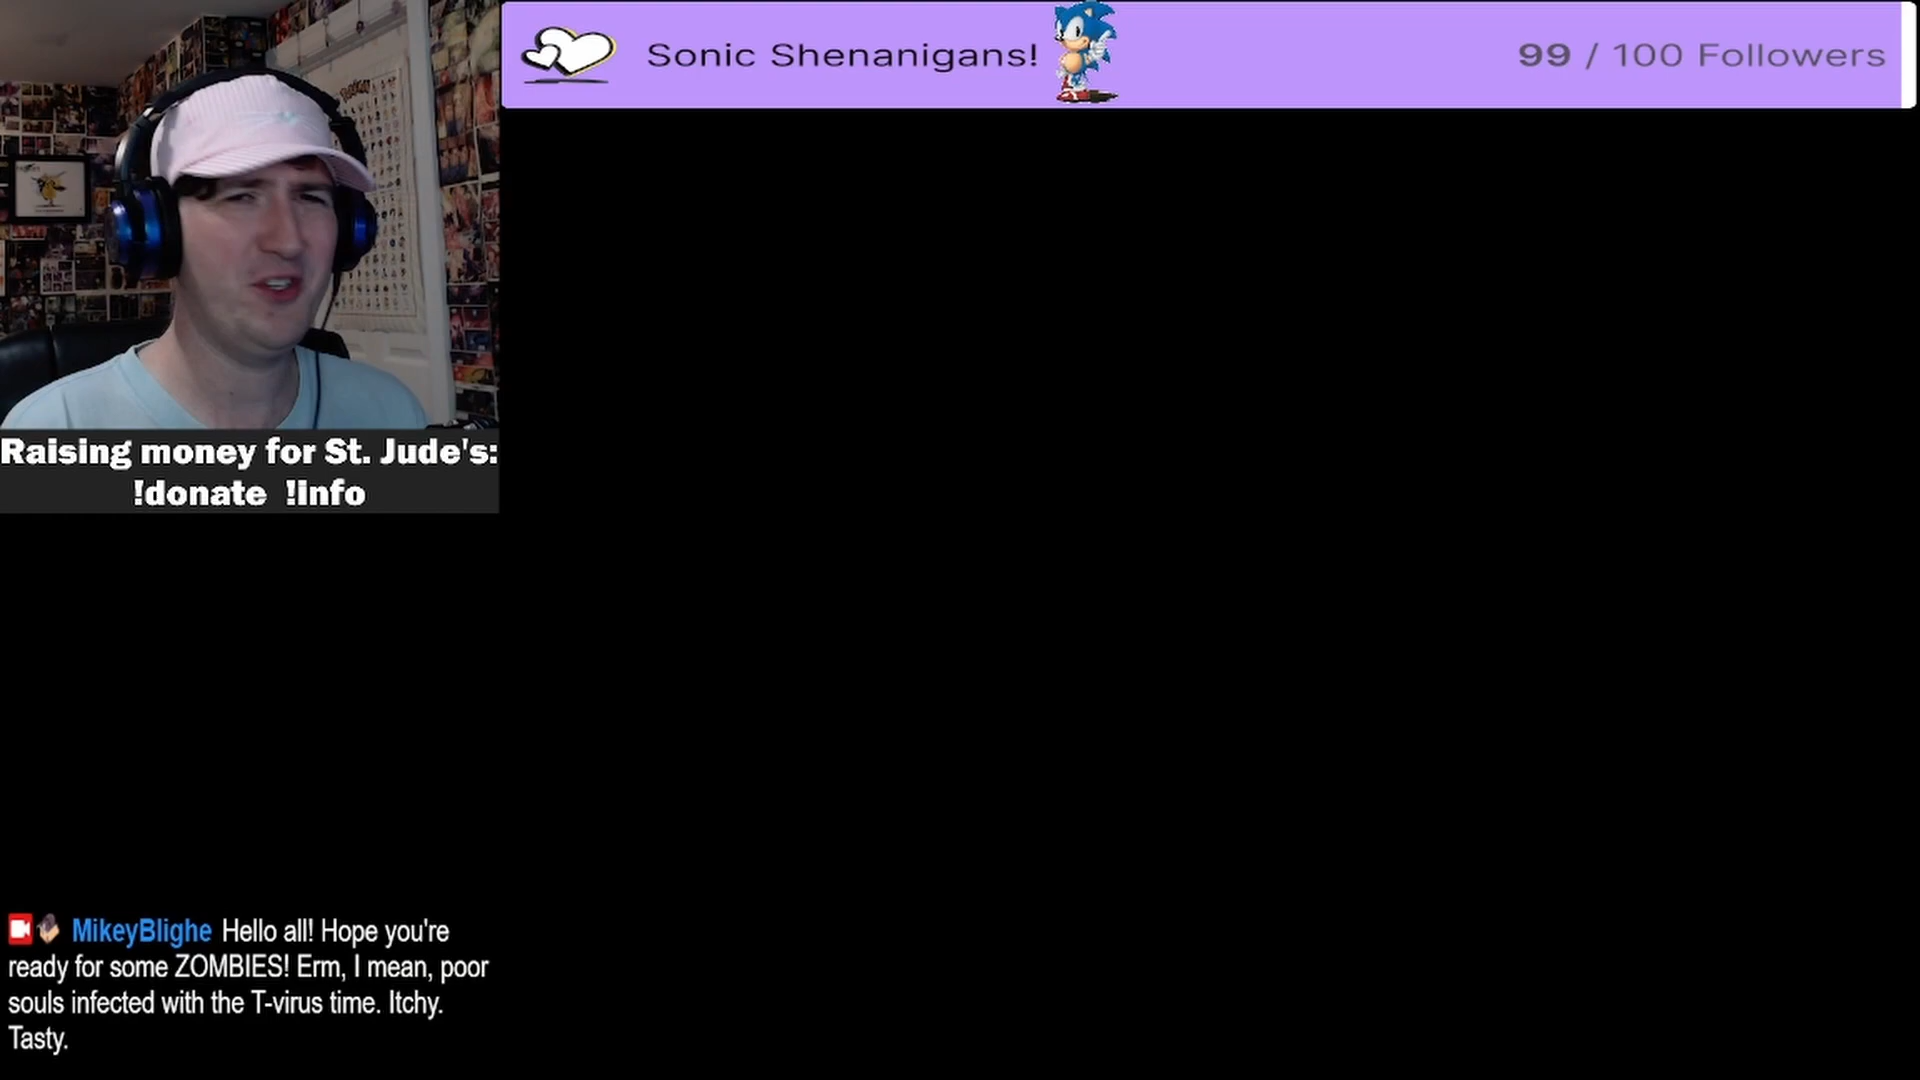 Sonic Shenanigans!
99 / 100 Followers
Raising money for St. Jude's:
!donate !info
MikeyBlighe Hello all! Hope you're
ready for some ZOMBIES! Erm, I mean, poor
souls infected with the T-virus time. Itchy.
Tasty.